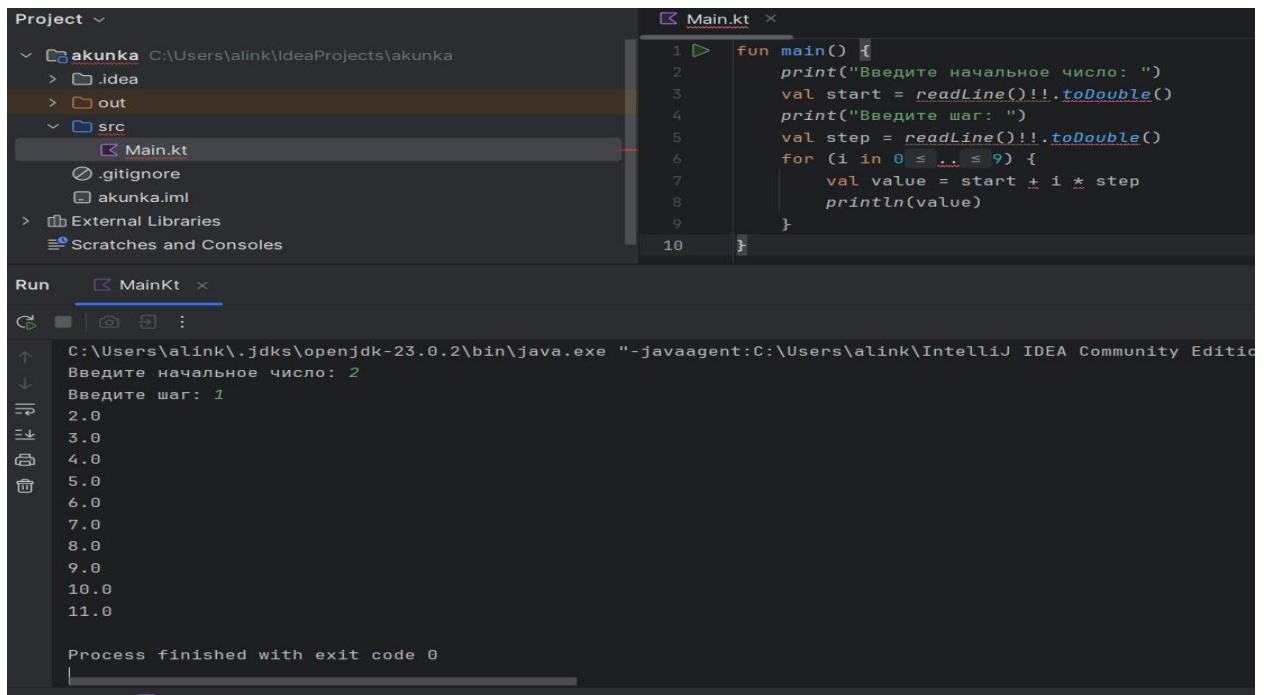 Project
akunka C:\Users\alink\IdeaProjects\akunka
.idea
out
src
Main.kt
.gitignore
akunka.iml
External Libraries
Scratches and Consoles
Main.kt ×
1 fun main() {
2 print("Введите начальное число: ")
3 val start = readLine()!!.toDouble()
4 print("Введите шаг: ")
5 val step = readLine()!!.toDouble()
6 for (i in 0 ≤ .. ≤ 9) {
7 val value = start + i * step
8 println(value)
9 }
10 }
Run MainKt ×
C:\Users\alink\.jdks\openjdk-23.0.2\bin\java.exe "-javaagent:C:\Users\alink\IntelliJ IDEA Community Editio
Введите начальное число: 2
Введите шаг: 1
2.0
3.0
4.0
5.0
6.0
7.0
8.0
9.0
10.0
11.0
Process finished with exit code 0